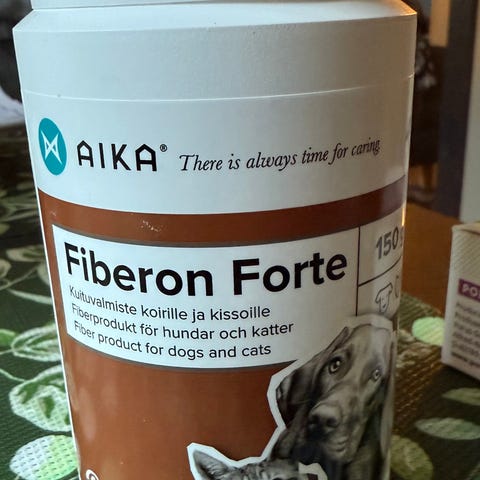 AIKA® There is always time for caring.
Fiberon Forte
150 g
Kuituvalmiste koirille ja kissoille
Fiberprodukt för hundar och katter
Fiber product for dogs and cats